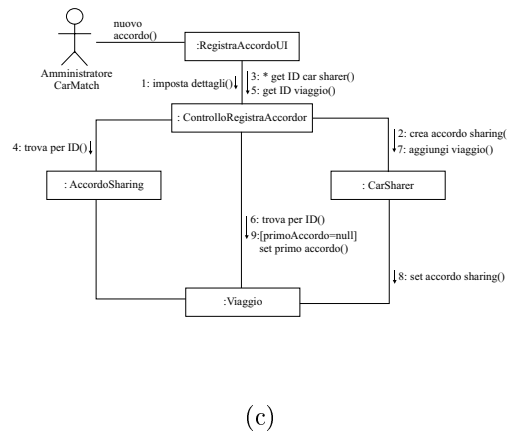 nuovo
accordo()
:RegistraAccordoUI
Amministratore
CarMatch
1: imposta dettagli()
3: * get ID car sharer()
5: get ID viaggio()
: ControlloRegistraAccordor
4: trova per ID()
2: crea accordo sharing(
7: aggiungi viaggio()
: AccordoSharing
: CarSharer
6: trova per ID()
9:[primoAccordo=null]
set primo accordo()
8: set accordo sharing()
:Viaggio
(c)